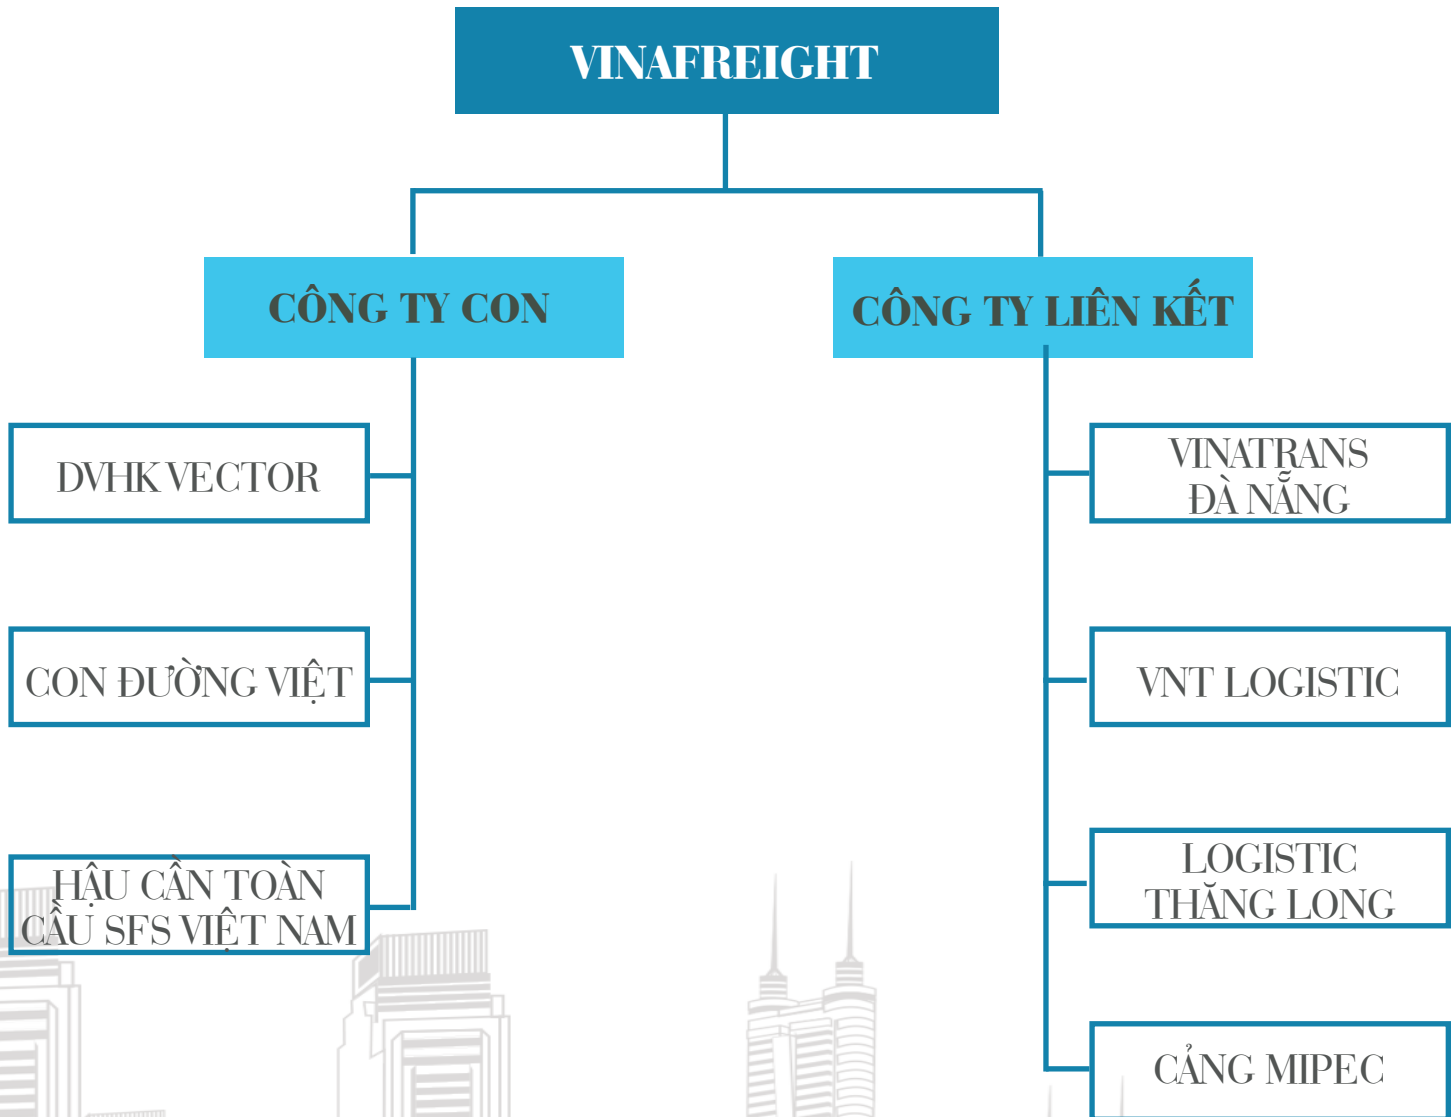 VINAFREIGHT
CÔNG TY CON
CÔNG TY LIÊN KẾT
DVHK VECTOR
CON ĐƯỜNG VIỆT
HẬU CẦN TOÀN
CẦU SFS VIỆT NAM
VINATRANS
ĐÀ NẴNG
VNT LOGISTIC
LOGISTIC
THĂNG LONG
CẢNG MIPEC